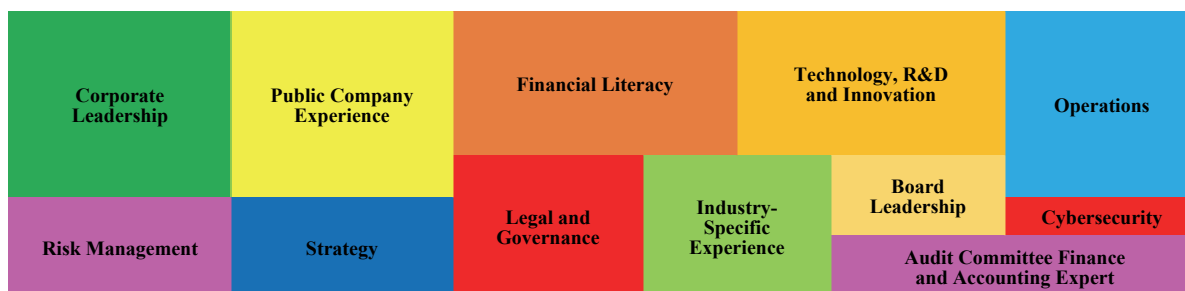 Corporate
Leadership
Public Company
Experience
Financial Literacy
Technology, R&D
and Innovation
Operations
Risk Management
Strategy
Legal and
Governance
Industry-
Specific
Experience
Board
Leadership
Cybersecurity
Audit Committee Finance
and Accounting Expert